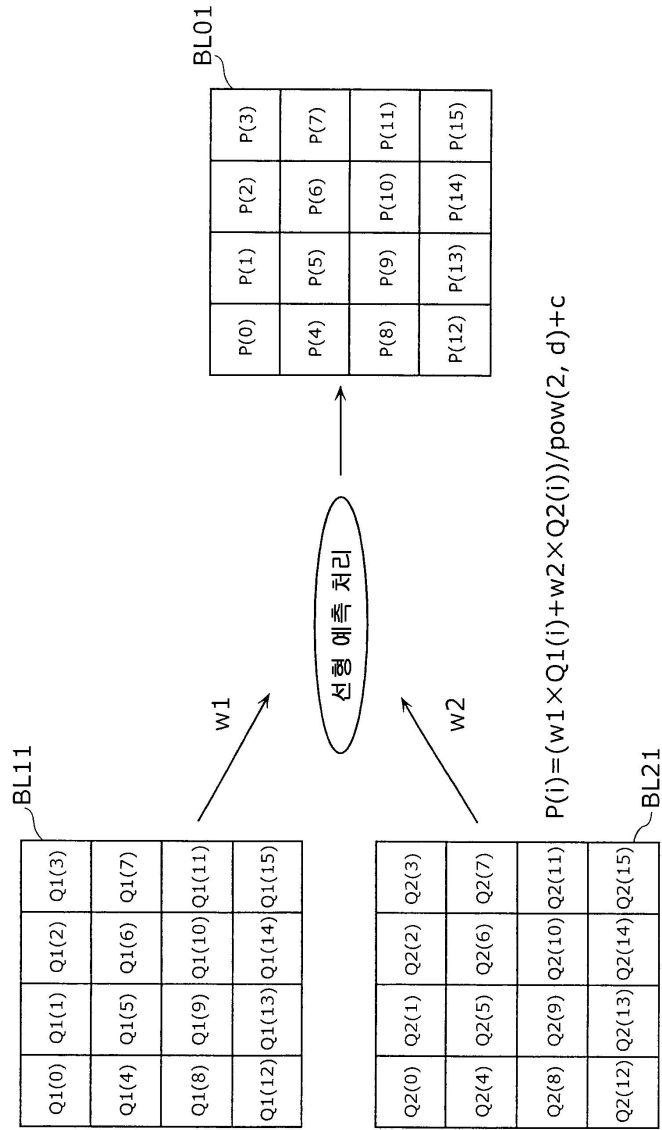 BL11
Q1(0) Q1(1) Q1(2) Q1(3)
Q1(4) Q1(5) Q1(6) Q1(7)
Q1(8) Q1(9) Q1(10) Q1(11)
Q1(12) Q1(13) Q1(14) Q1(15)
w1
선형 예측 처리
BL01
P(0) P(1) P(2) P(3)
P(4) P(5) P(6) P(7)
P(8) P(9) P(10) P(11)
P(12) P(13) P(14) P(15)
w2
Q2(0) Q2(1) Q2(2) Q2(3)
Q2(4) Q2(5) Q2(6) Q2(7)
Q2(8) Q2(9) Q2(10) Q2(11)
Q2(12) Q2(13) Q2(14) Q2(15)
BL21
P(i)=(w1×Q1(i)+w2×Q2(i))/pow(2, d)+c